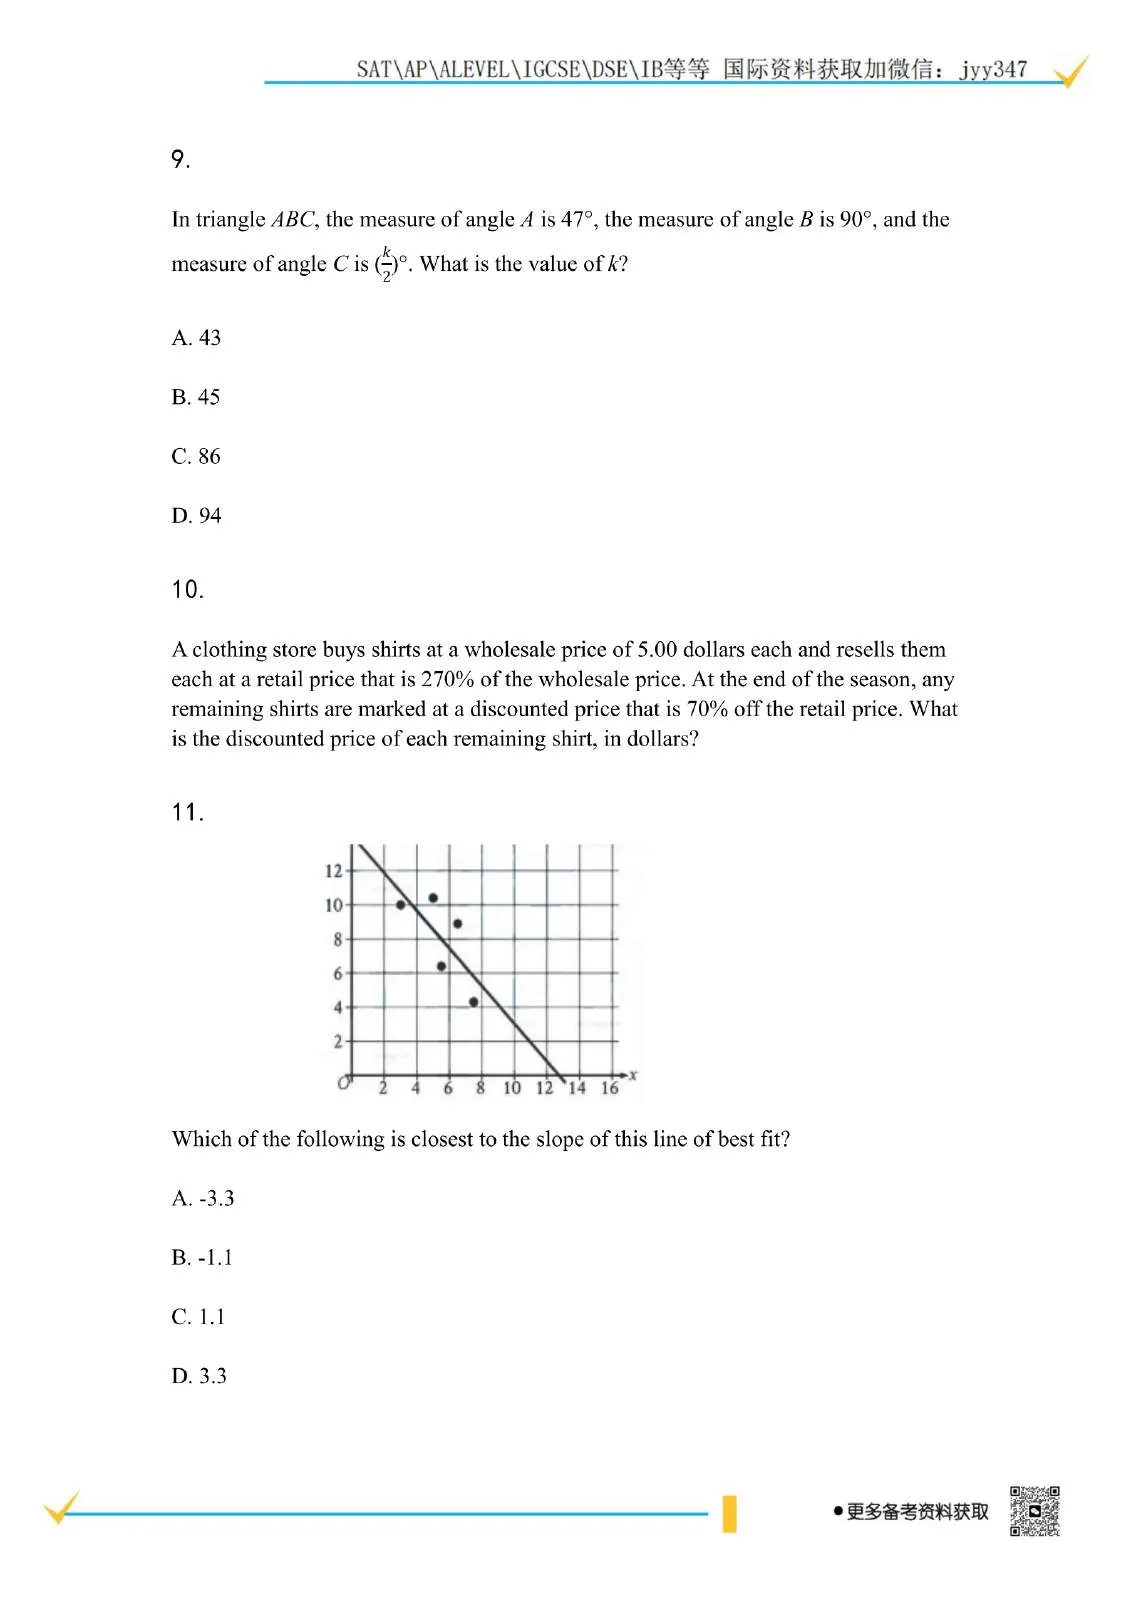 SAT\AP\ALEVEL\IGCSE\DSE\IB等等 国际资料获取加微信：jyy347
9.
In triangle ABC, the measure of angle A is 47°, the measure of angle B is 90°, and the
measure of angle C is (k/2)°. What is the value of k?
A. 43
B. 45
C. 86
D. 94
10.
A clothing store buys shirts at a wholesale price of 5.00 dollars each and resells them
each at a retail price that is 270% of the wholesale price. At the end of the season, any
remaining shirts are marked at a discounted price that is 70% off the retail price. What
is the discounted price of each remaining shirt, in dollars?
11.
12
10
8
6
4
2
O 2 4 6 8 10 12 14 16 x
Which of the following is closest to the slope of this line of best fit?
A. -3.3
B. -1.1
C. 1.1
D. 3.3
●更多备考资料获取